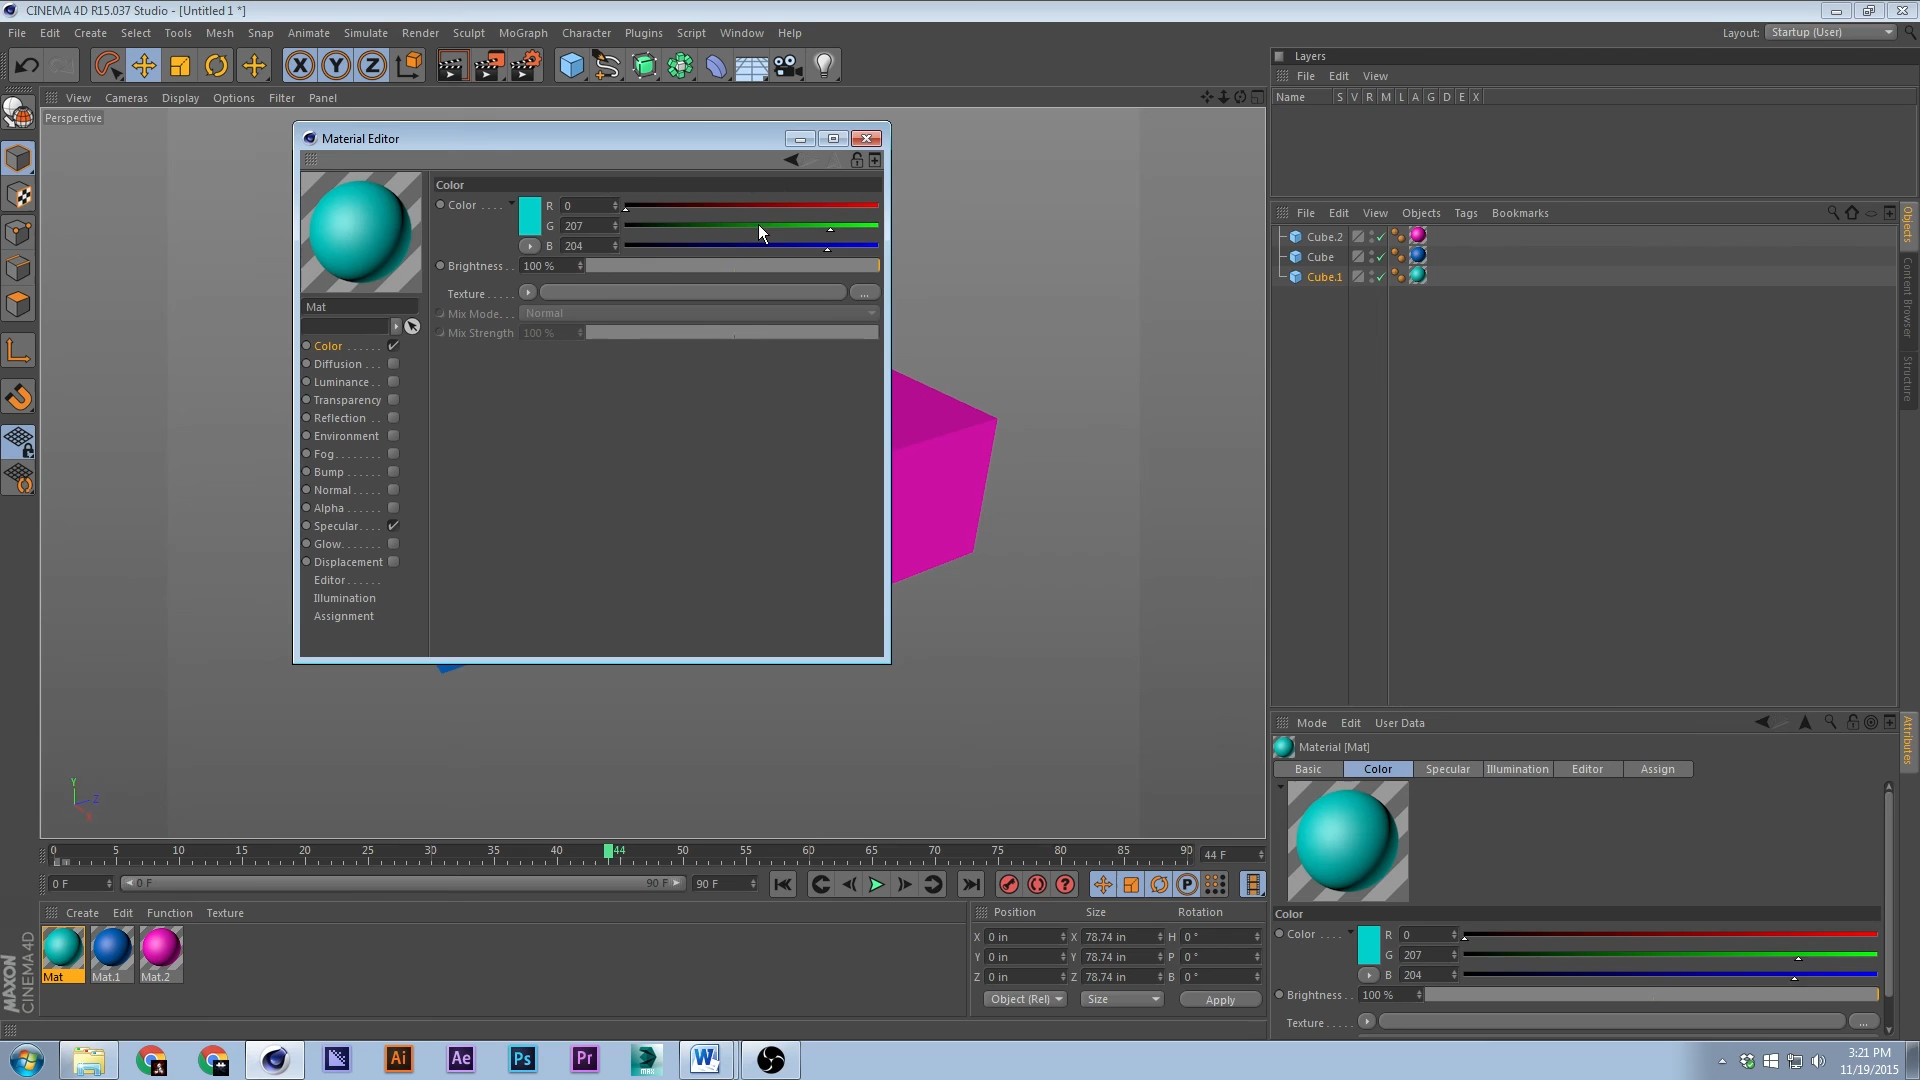 CINEMA 4D R15.037 Studio - [Untitled 1 *]
File Edit Create Select Tools Mesh Snap Animate Simulate Render Sculpt MoGraph Character Plugins Script Window Help
Layout: Startup (User)
X Y Z
Layers
File Edit View
Name S V R M L A G D E X
View Cameras Display Options Filter Panel
Perspective
Material Editor
Color
Color .... R 0
G 207
B 204
Brightness.. 100 %
Texture.....  ...
Mix Mode... Normal
Mix Strength 100 %
Mat
Color ......
Diffusion ...
Luminance ..
Transparency
Reflection ..
Environment
Fog........
Bump ......
Normal .....
Alpha ......
Specular....
Glow.......
Displacement
Editor ......
Illumination
Assignment
File Edit View Objects Tags Bookmarks
Cube.2
Cube
Cube.1
Objects
Content Browser
Structure
Mode Edit User Data
Material [Mat]
Basic Color Specular Illumination Editor Assign
Attributes
Color
Color .... R 0
G 207
B 204
Brightness.. 100 %
Texture..... ...
Y
Z
X
0 5 10 15 20 25 30 35 40 44 50 55 60 65 70 75 80 85 90 44 F
0 F 0 F 90 F 90 F
P
Create Edit Function Texture
Mat Mat.1 Mat.2
MAXON
CINEMA 4D
Position Size Rotation
X 0 in X 78.74 in H 0 °
Y 0 in Y 78.74 in P 0 °
Z 0 in Z 78.74 in B 0 °
Object (Rel) Size Apply
Ai Ae Ps Pr MAX W
3:21 PM
11/19/2015